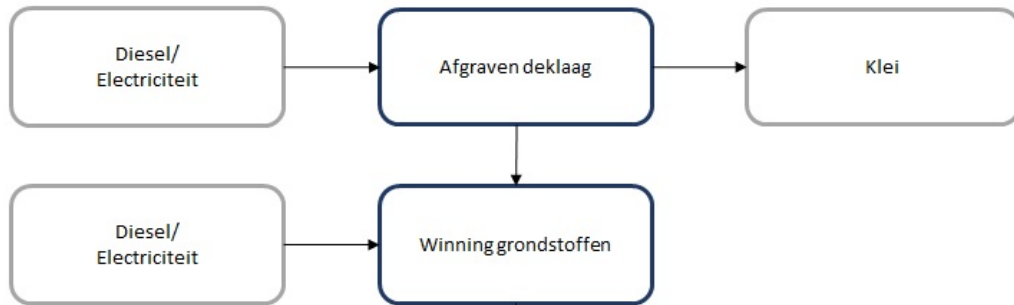 Diesel/
Electriciteit
Afgraven deklaag
Klei
Diesel/
Electriciteit
Winning grondstoffen